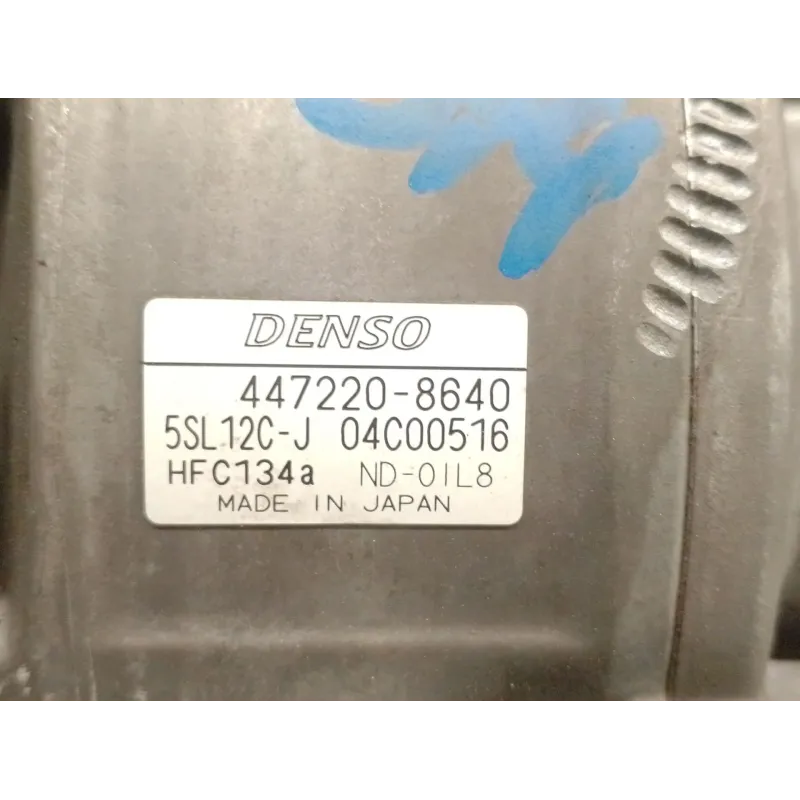 DENSO
447220-8640
5SL12C-J 04C00516
HFC134a ND-OIL8
MADE IN JAPAN